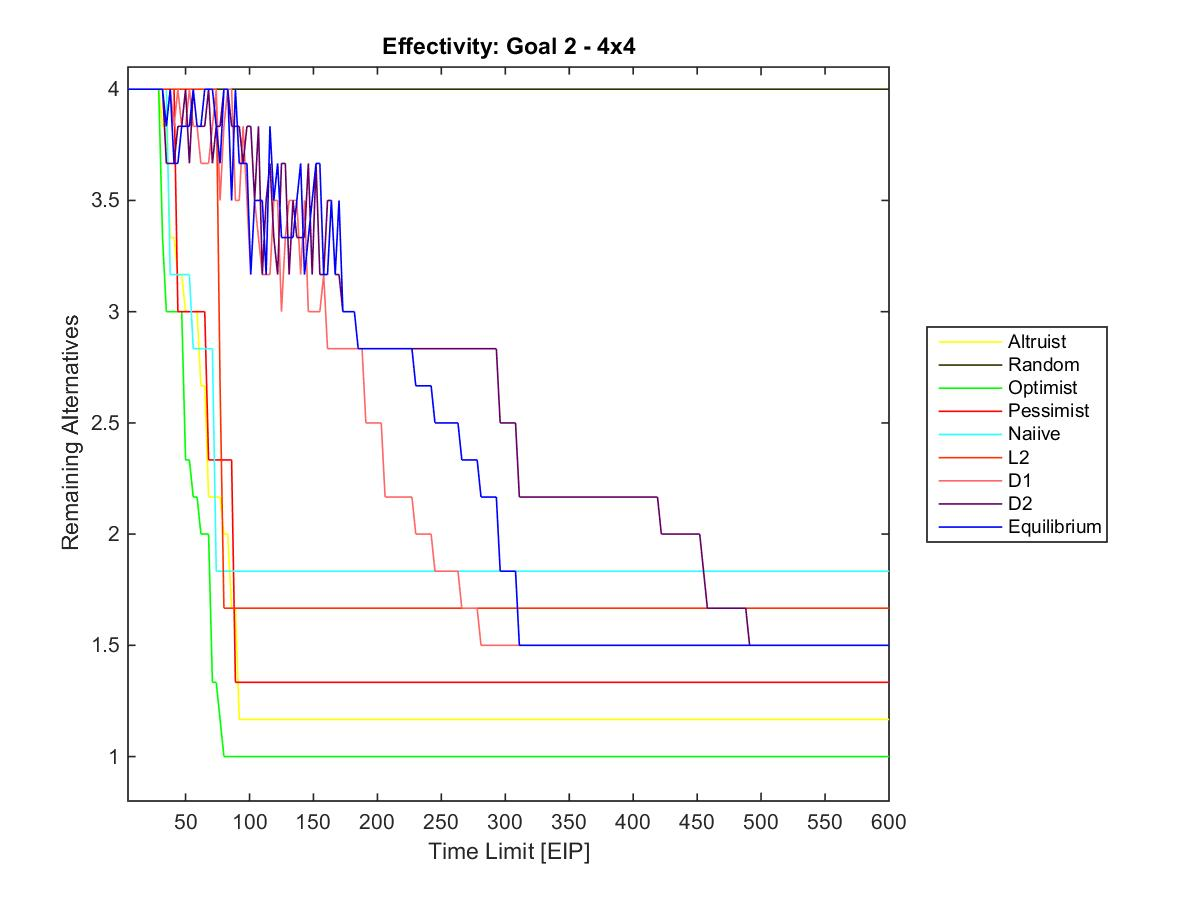 Effectivity: Goal 2 - 4x4
4
3.5
3
2.5
2
1.5
1
Remaining Alternatives
50 100 150 200 250 300 350 400 450 500 550 600
Time Limit [EIP]
Altruist
Random
Optimist
Pessimist
Naiive
L2
D1
D2
Equilibrium